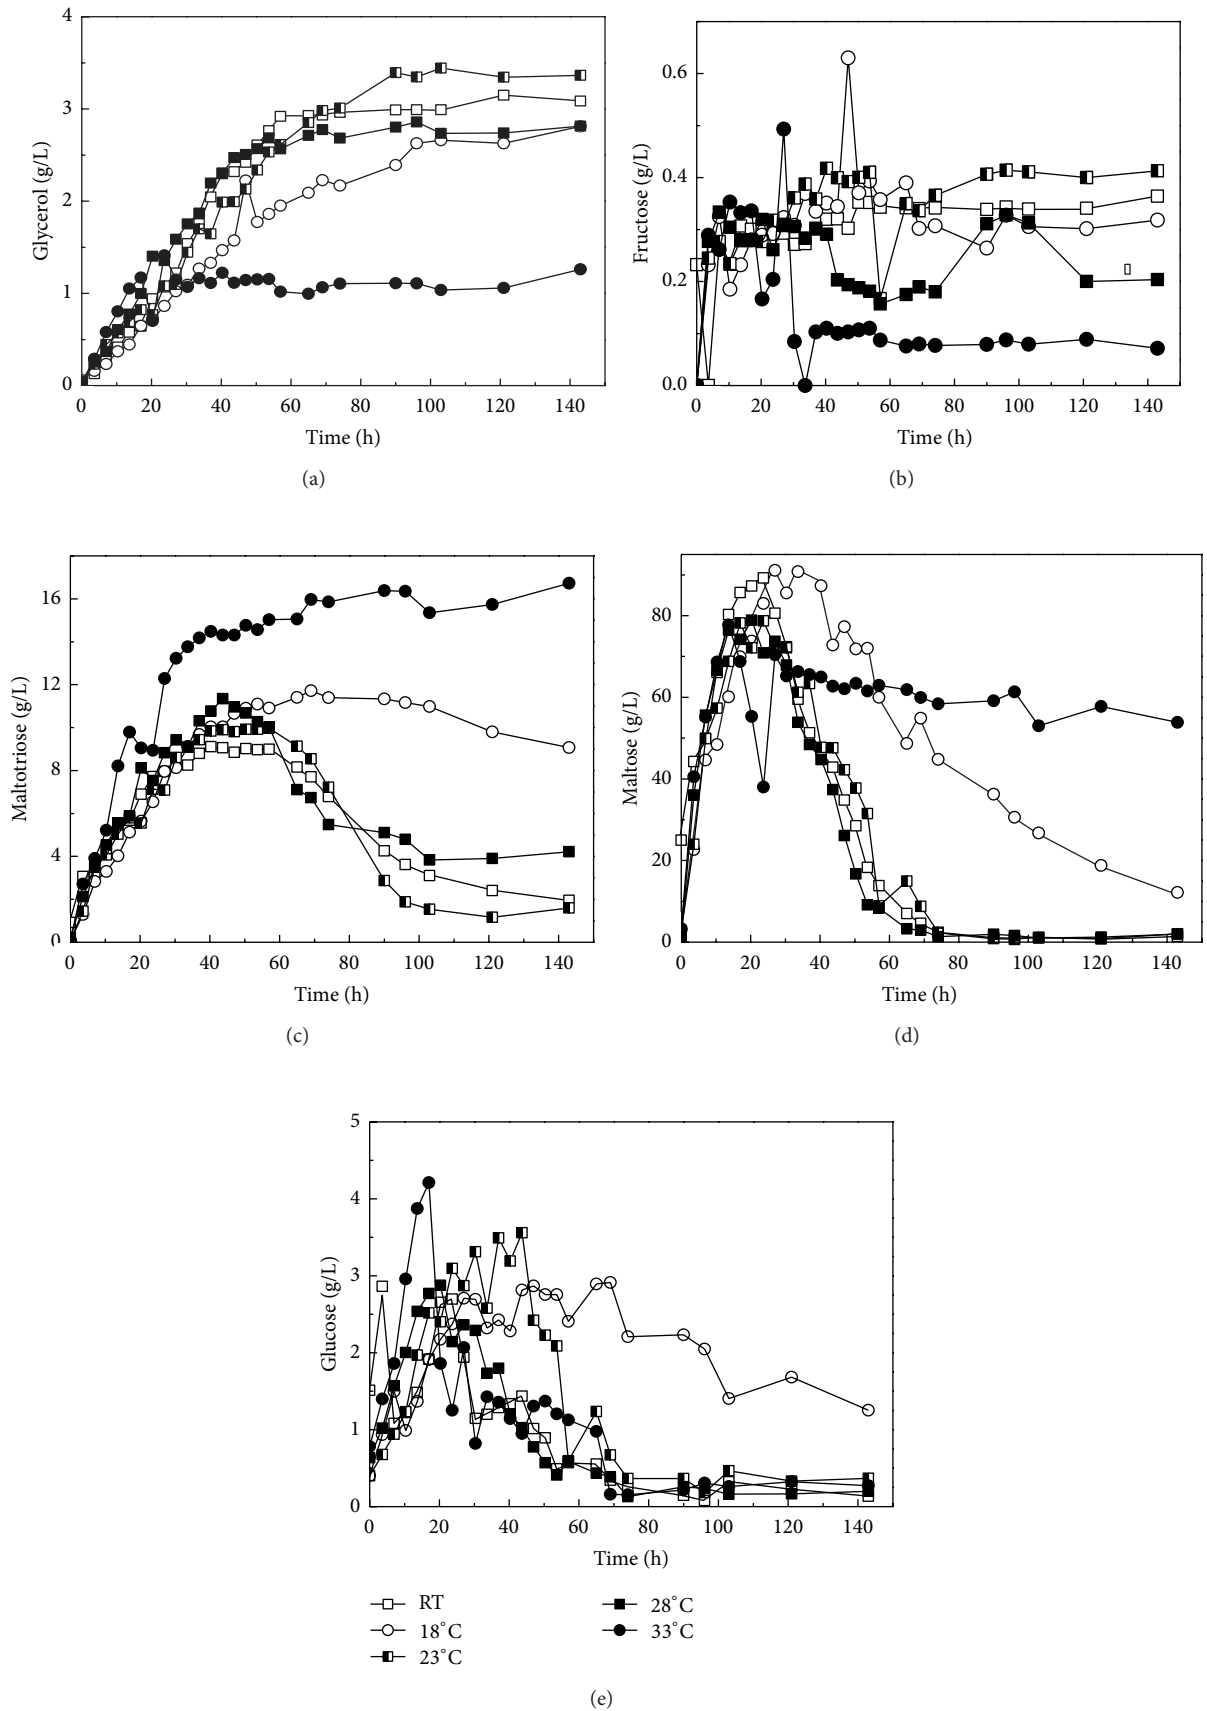 4
3
2
1
0
Glycerol (g/L)
0 20 40 60 80 100 120 140
Time (h)
(a)
0.6
0.4
0.2
0.0
Fructose (g/L)
0 20 40 60 80 100 120 140
Time (h)
(b)
16
12
8
4
0
Maltotriose (g/L)
0 20 40 60 80 100 120 140
Time (h)
(c)
80
60
40
20
0
Maltose (g/L)
0 20 40 60 80 100 120 140
Time (h)
(d)
5
4
3
2
1
0
Glucose (g/L)
0 20 40 60 80 100 120 140
Time (h)
RT
18°C
23°C
28°C
33°C
(e)